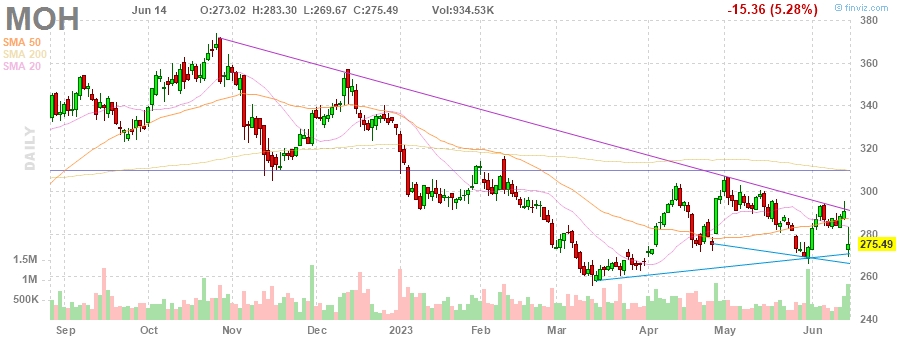 MOH
Jun 14 O:273.02 H:283.30 L:269.67 C:275.49 Vol:934.53K -15.36 (5.28%)
© finviz.com
SMA 50
SMA 200
SMA 20
DAILY
380
360
340
320
300
280
275.49
260
240
1.5M
1M
500K
Sep Oct Nov Dec 2023 Feb Mar Apr May Jun